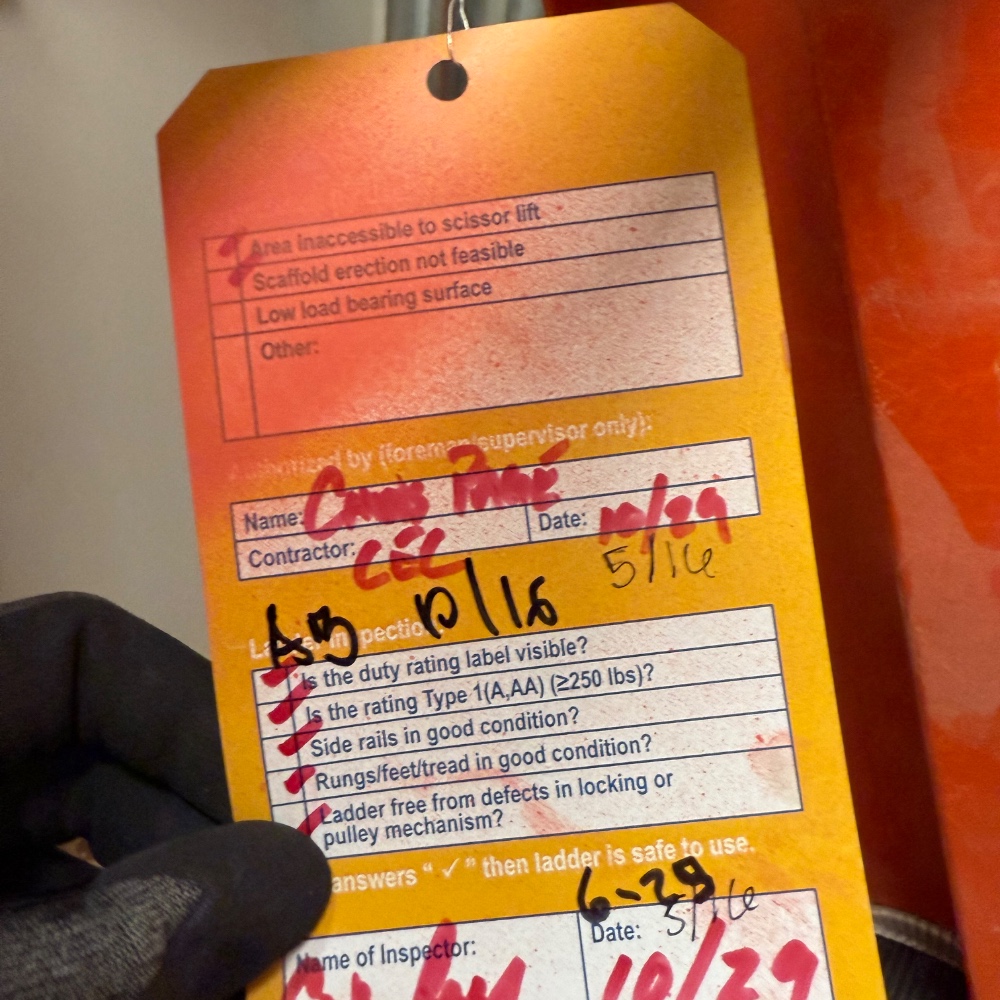 Area inaccessible to scissor lift
Scaffold erection not feasible
Low load bearing surface
Other:
Authorized by (foreman/supervisor only):
Name:
Contractor: CEC Date: 10/29
5/16
Ladder Inspection
Is the duty rating label visible?
Is the rating Type 1(A,AA) (≥250 lbs)?
Side rails in good condition?
Rungs/feet/tread in good condition?
Ladder free from defects in locking or
pulley mechanism?
answers “ ✓ ” then ladder is safe to use.
6-28
5/16
Name of Inspector: Date:
10/29